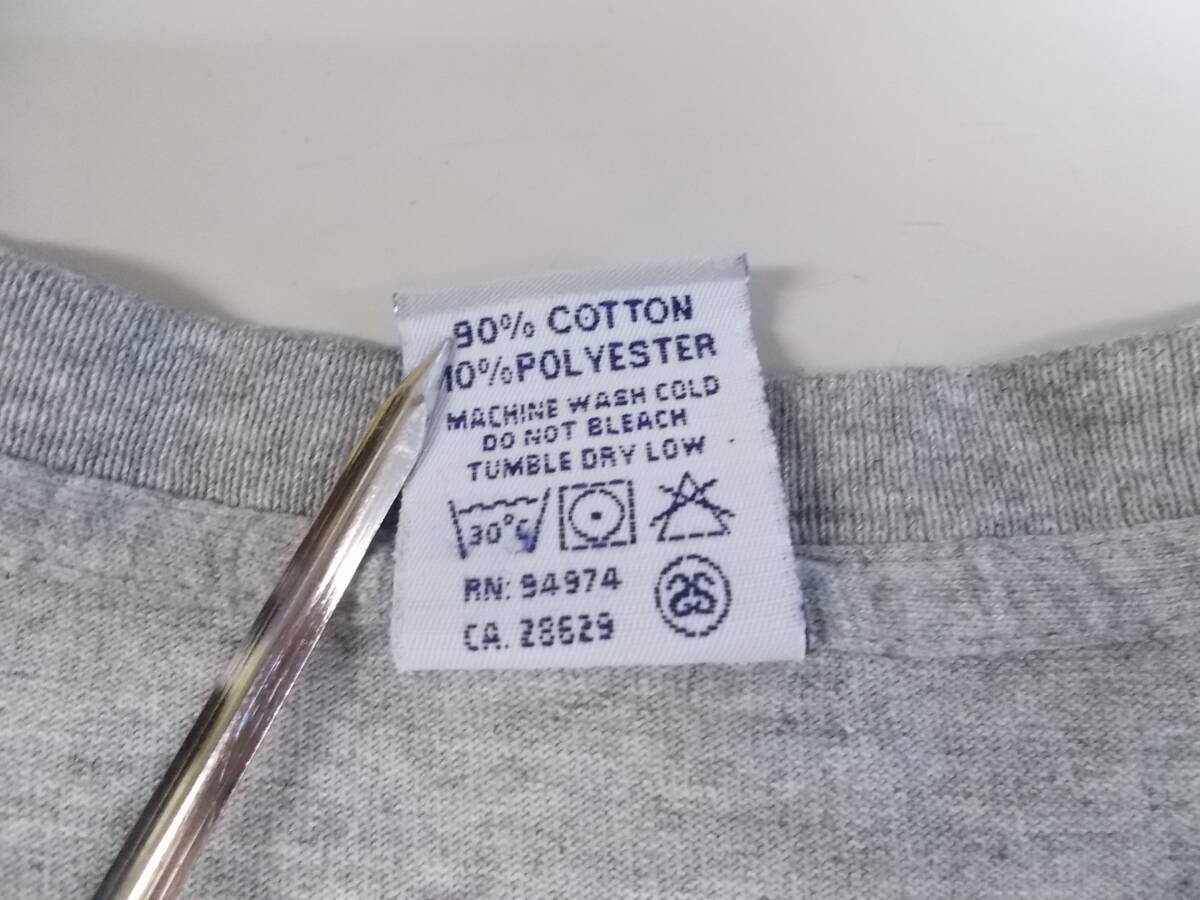 90% COTTON
10% POLYESTER
MACHINE WASH COLD
DO NOT BLEACH
TUMBLE DRY LOW
30°C
RN: 94974
CA. 28629